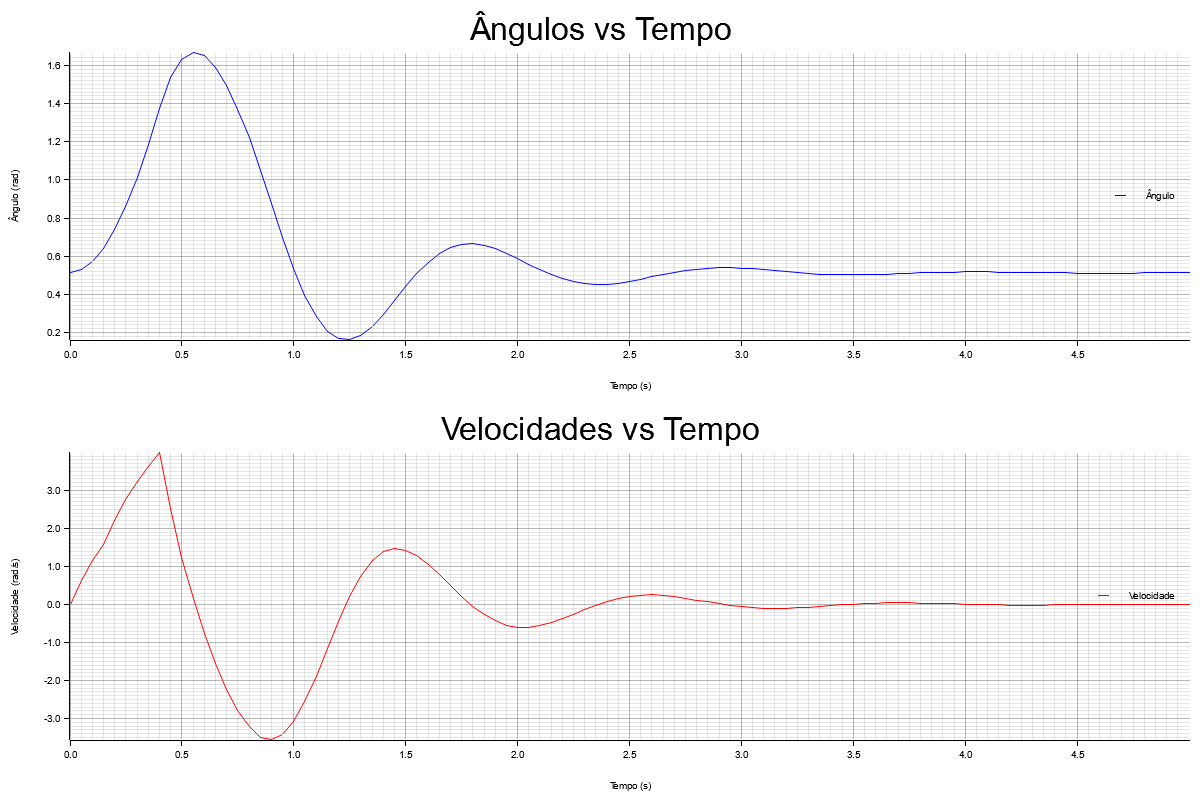 Ângulos vs Tempo
1.6
1.4
1.2
1.0
0.8
0.6
0.4
0.2
Ângulo (rad)
Ângulo
0.0 0.5 1.0 1.5 2.0 2.5 3.0 3.5 4.0 4.5
Tempo (s)
Velocidades vs Tempo
3.0
2.0
1.0
0.0
-1.0
-2.0
-3.0
Velocidade (rad/s)
Velocidade
0.0 0.5 1.0 1.5 2.0 2.5 3.0 3.5 4.0 4.5
Tempo (s)